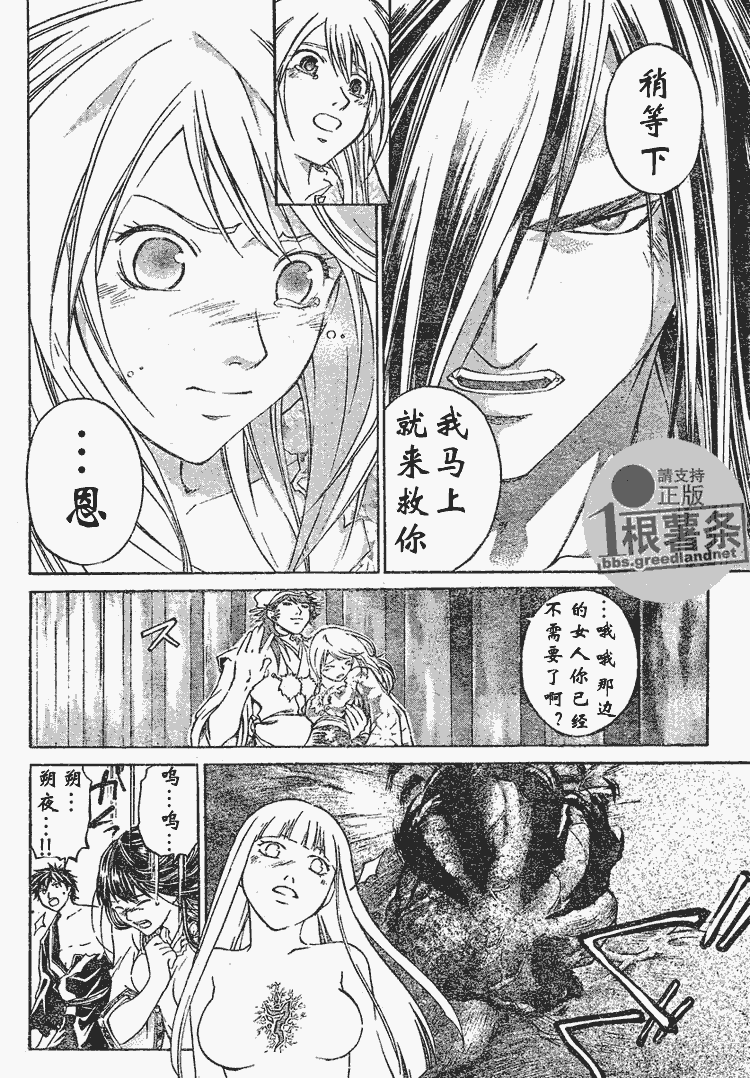 稍等下
我马上
就来救你
…恩
…哦哦那边
的女人你已经
不需要了啊?
呜…呜…
朔…
朔夜…!!
請支持
正版
1根薯条
bbs.greedland.net